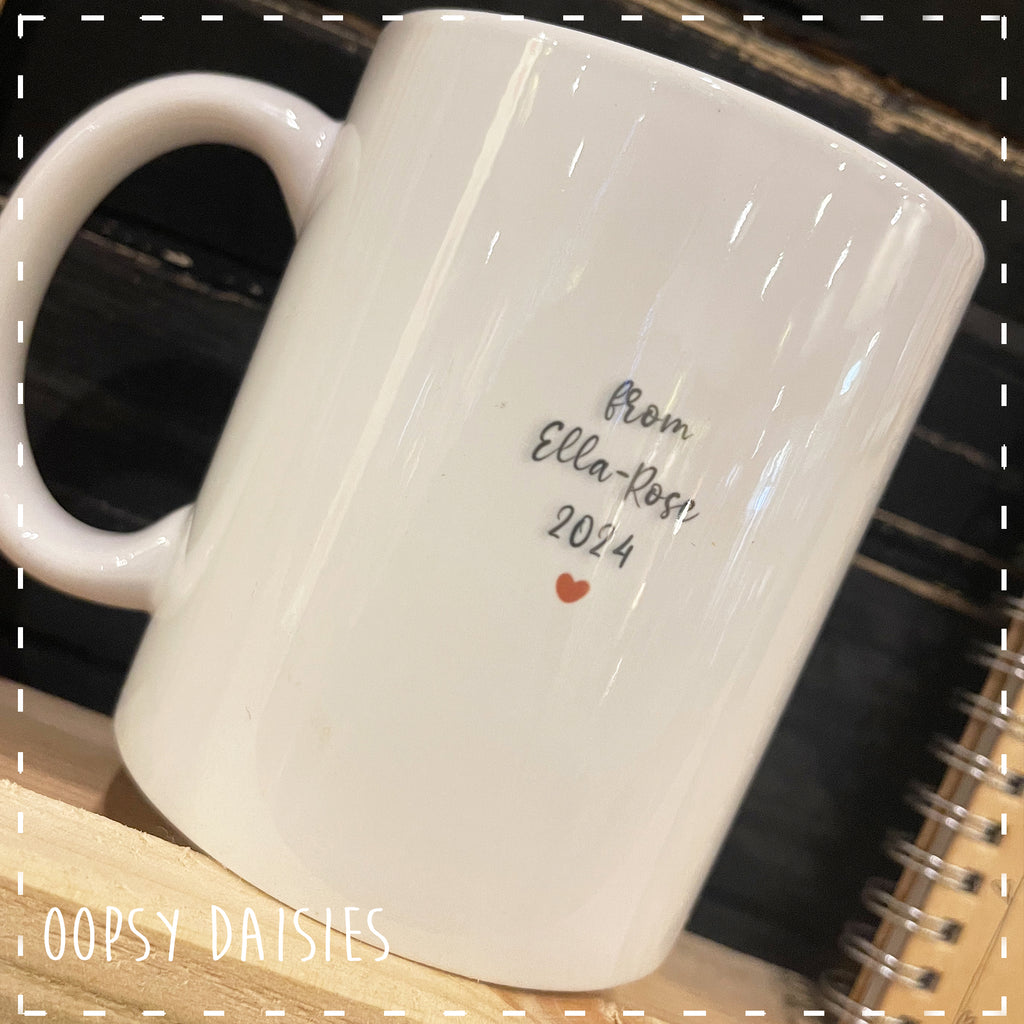 from
Ella-Rose
2024
OOPSY DAISIES